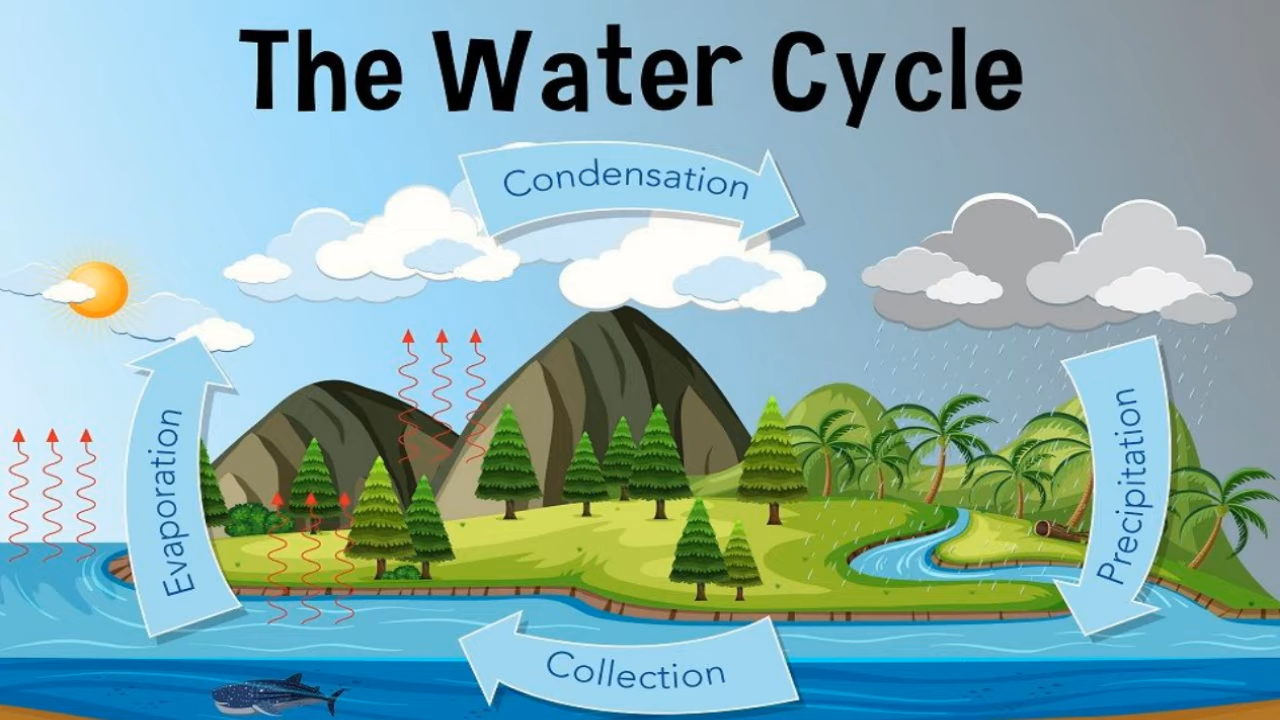 The Water Cycle
Condensation
Evaporation
Precipitation
Collection